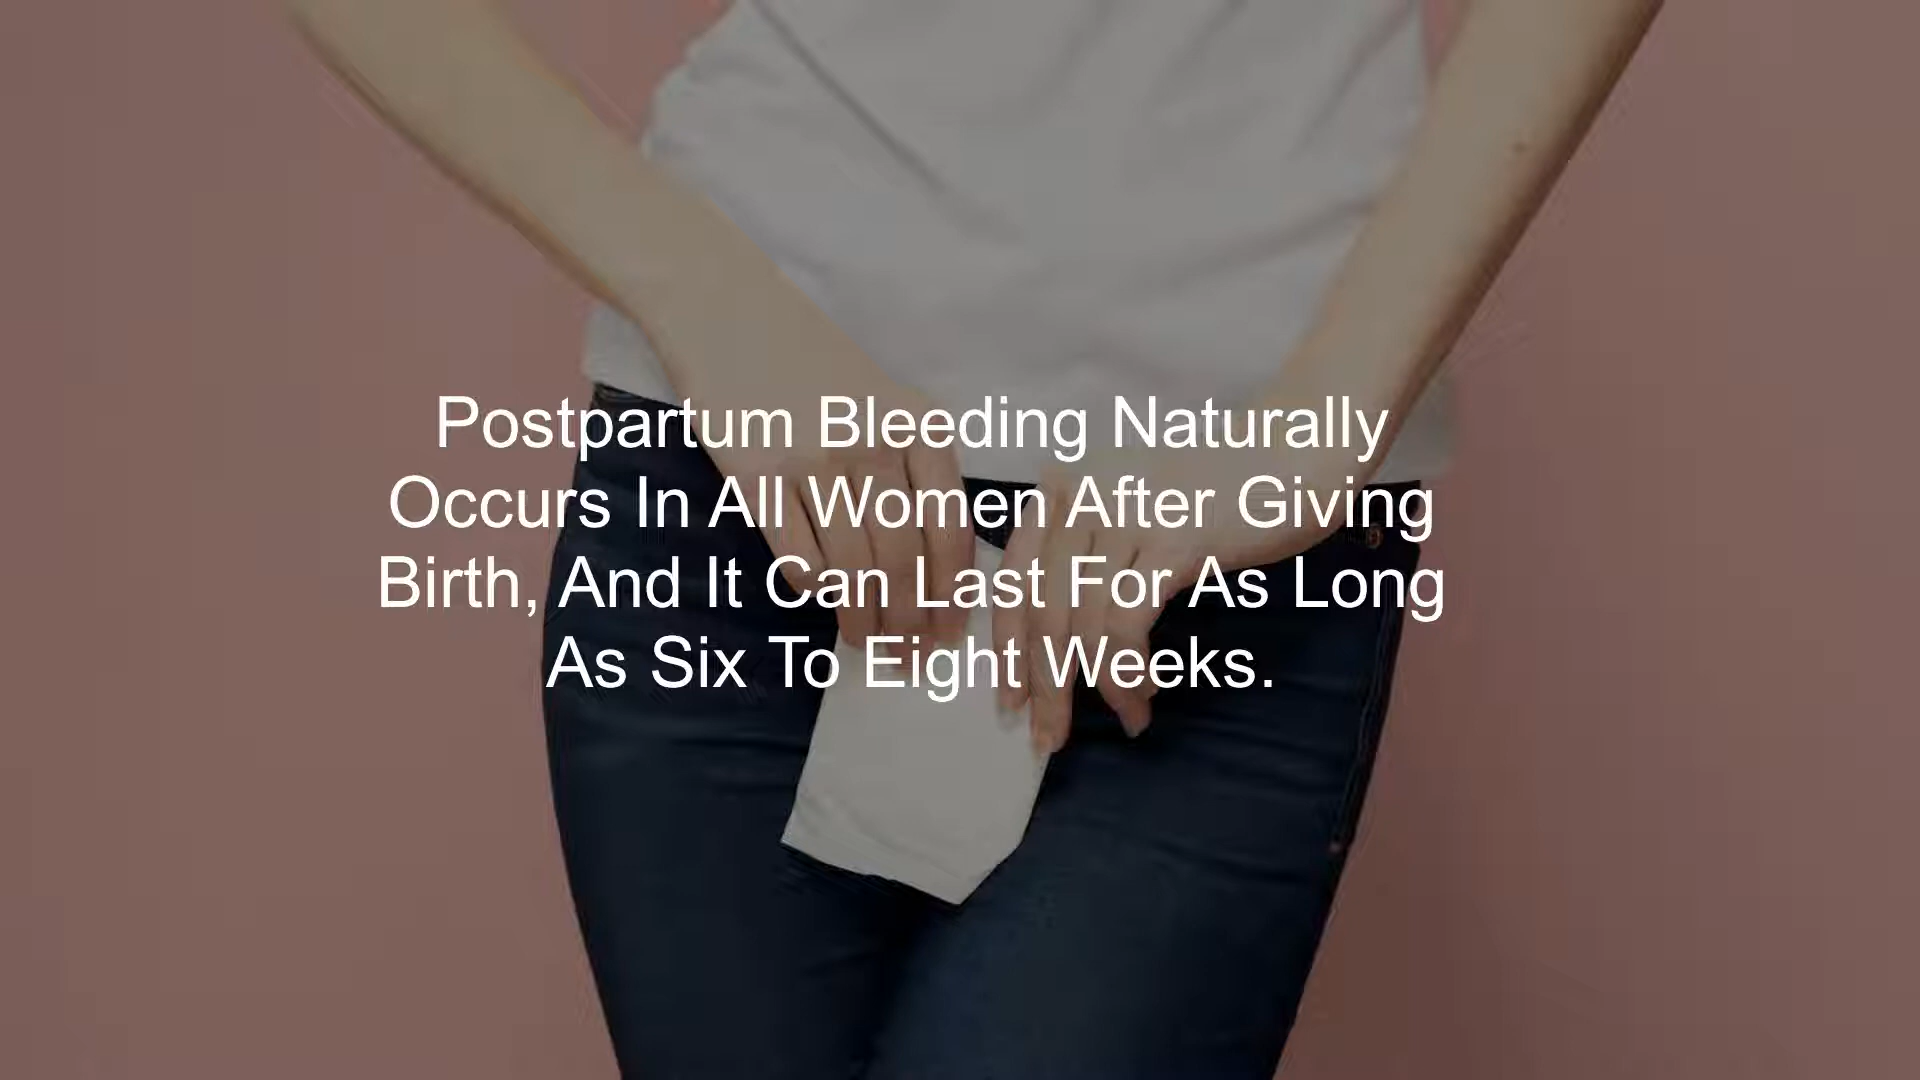 Postpartum Bleeding Naturally
Occurs In All Women After Giving
Birth, And It Can Last For As Long
As Six To Eight Weeks.